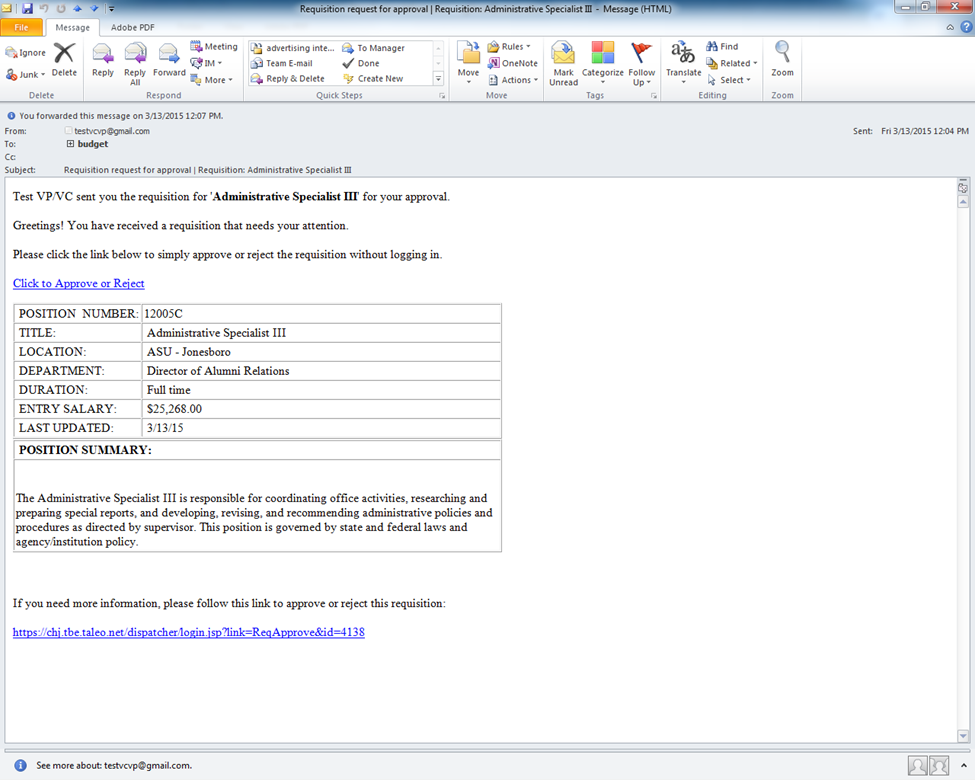 Requisition request for approval | Requisition: Administrative Specialist III - Message (HTML)
File Message Adobe PDF
Ignore
Junk
Delete
Delete
Reply
Reply All
Forward
Meeting
IM
More
Respond
advertising inte...
Team E-mail
Reply & Delete
To Manager
Done
Create New
Quick Steps
Move
Rules
OneNote
Actions
Move
Mark Unread
Categorize
Follow Up
Tags
Translate
Find
Related
Select
Editing
Zoom
Zoom
You forwarded this message on 3/13/2015 12:07 PM.
From: testvcvp@gmail.com Sent: Fri 3/13/2015 12:04 PM
To: budget
Cc:
Subject: Requisition request for approval | Requisition: Administrative Specialist III
Test VP/VC sent you the requisition for 'Administrative Specialist III' for your approval.
Greetings! You have received a requisition that needs your attention.
Please click the link below to simply approve or reject the requisition without logging in.
Click to Approve or Reject
POSITION NUMBER: 12005C
TITLE: Administrative Specialist III
LOCATION: ASU - Jonesboro
DEPARTMENT: Director of Alumni Relations
DURATION: Full time
ENTRY SALARY: $25,268.00
LAST UPDATED: 3/13/15
POSITION SUMMARY:
The Administrative Specialist III is responsible for coordinating office activities, researching and
preparing special reports, and developing, revising, and recommending administrative policies and
procedures as directed by supervisor. This position is governed by state and federal laws and
agency/institution policy.
If you need more information, please follow this link to approve or reject this requisition:
https://chj.tbe.taleo.net/dispatcher/login.jsp?link=ReqApprove&id=4138
See more about: testvcvp@gmail.com.